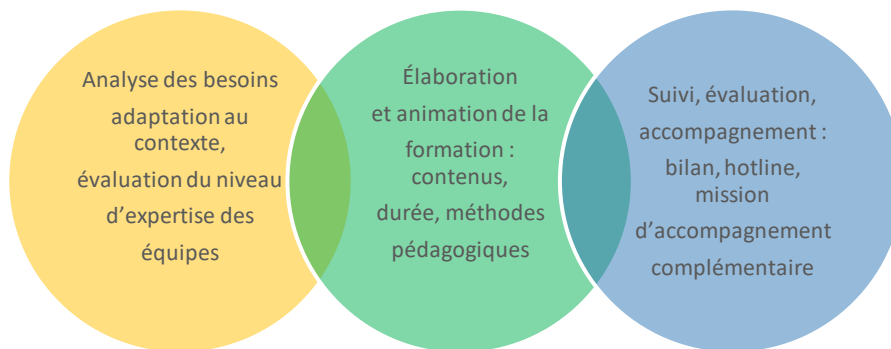 Analyse des besoins
adaptation au
contexte,
évaluation du niveau
d’expertise des
équipes
Élaboration
et animation de la
formation :
contenus,
durée, méthodes
pédagogiques
Suivi, évaluation,
accompagnement :
bilan, hotline,
mission
d’accompagnement
complémentaire